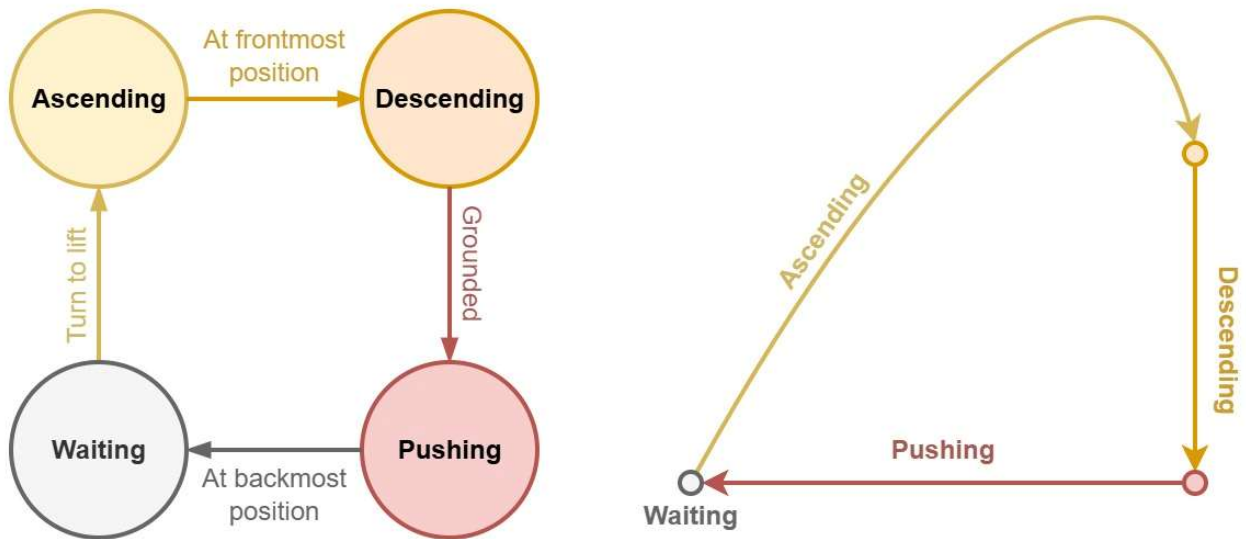 At frontmost
position
Ascending
Descending
Turn to lift
Grounded
Waiting
Pushing
At backmost
position
Ascending
Descending
Pushing
Waiting